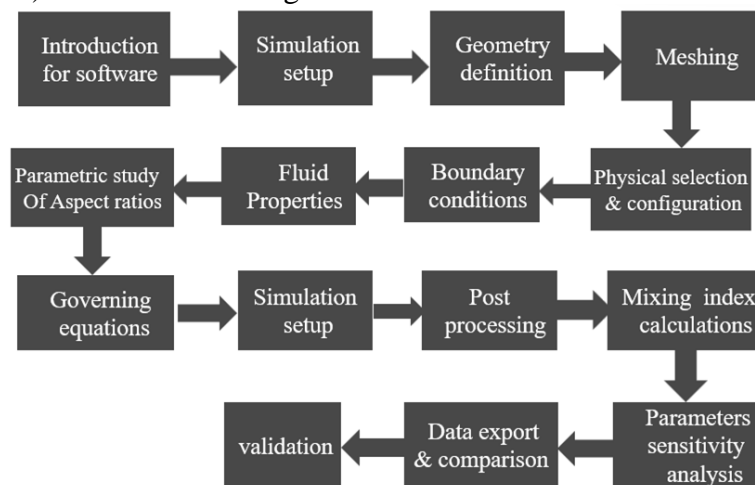 Introduction
for software
Simulation
setup
Geometry
definition
Meshing
Physical selection
& configuration
Boundary
conditions
Fluid
Properties
Parametric study
Of Aspect ratios
Governing
equations
Simulation
setup
Post
processing
Mixing index
calculations
Parameters
sensitivity
analysis
Data export
& comparison
validation